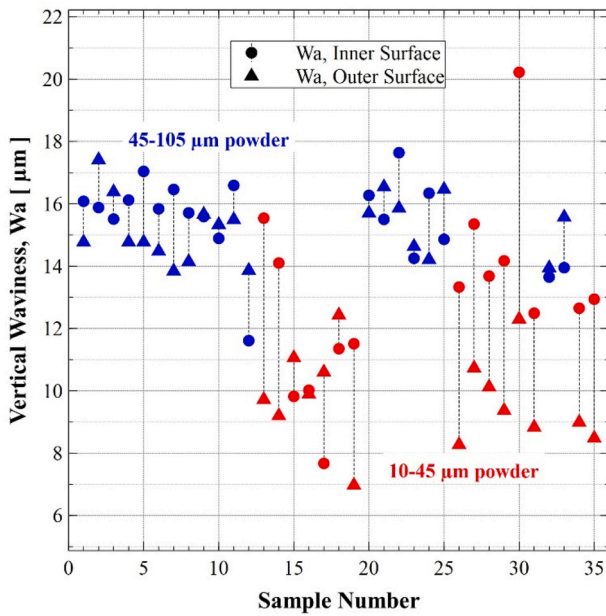 22
20
18
16
14
12
10
8
6
Vertical Waviness, Wa [ µm]
Wa, Inner Surface
Wa, Outer Surface
45-105 µm powder
10-45 µm powder
0 5 10 15 20 25 30 35
Sample Number